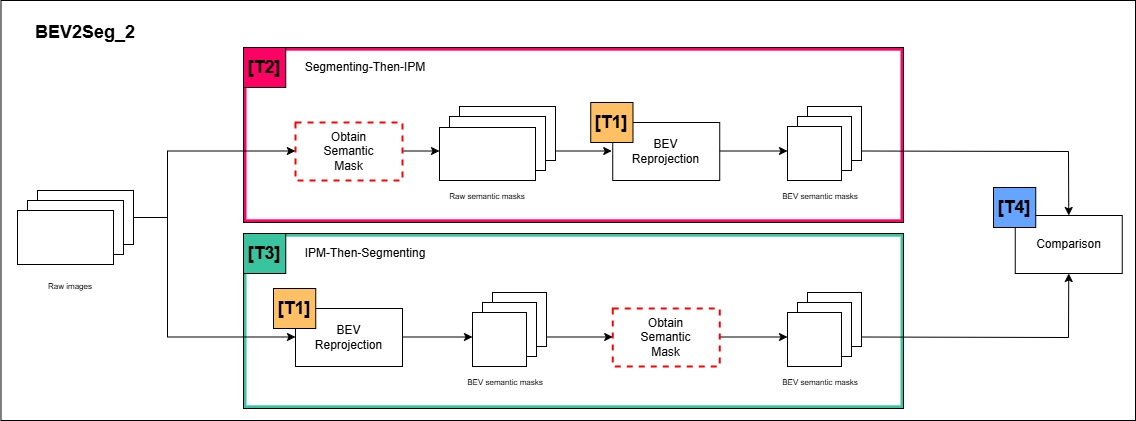 BEV2Seg_2
[T2]
Segmenting-Then-IPM
Obtain
Semantic
Mask
Raw semantic masks
[T1]
BEV
Reprojection
BEV semantic masks
Raw images
[T4]
Comparison
[T3]
IPM-Then-Segmenting
[T1]
BEV
Reprojection
BEV semantic masks
Obtain
Semantic
Mask
BEV semantic masks